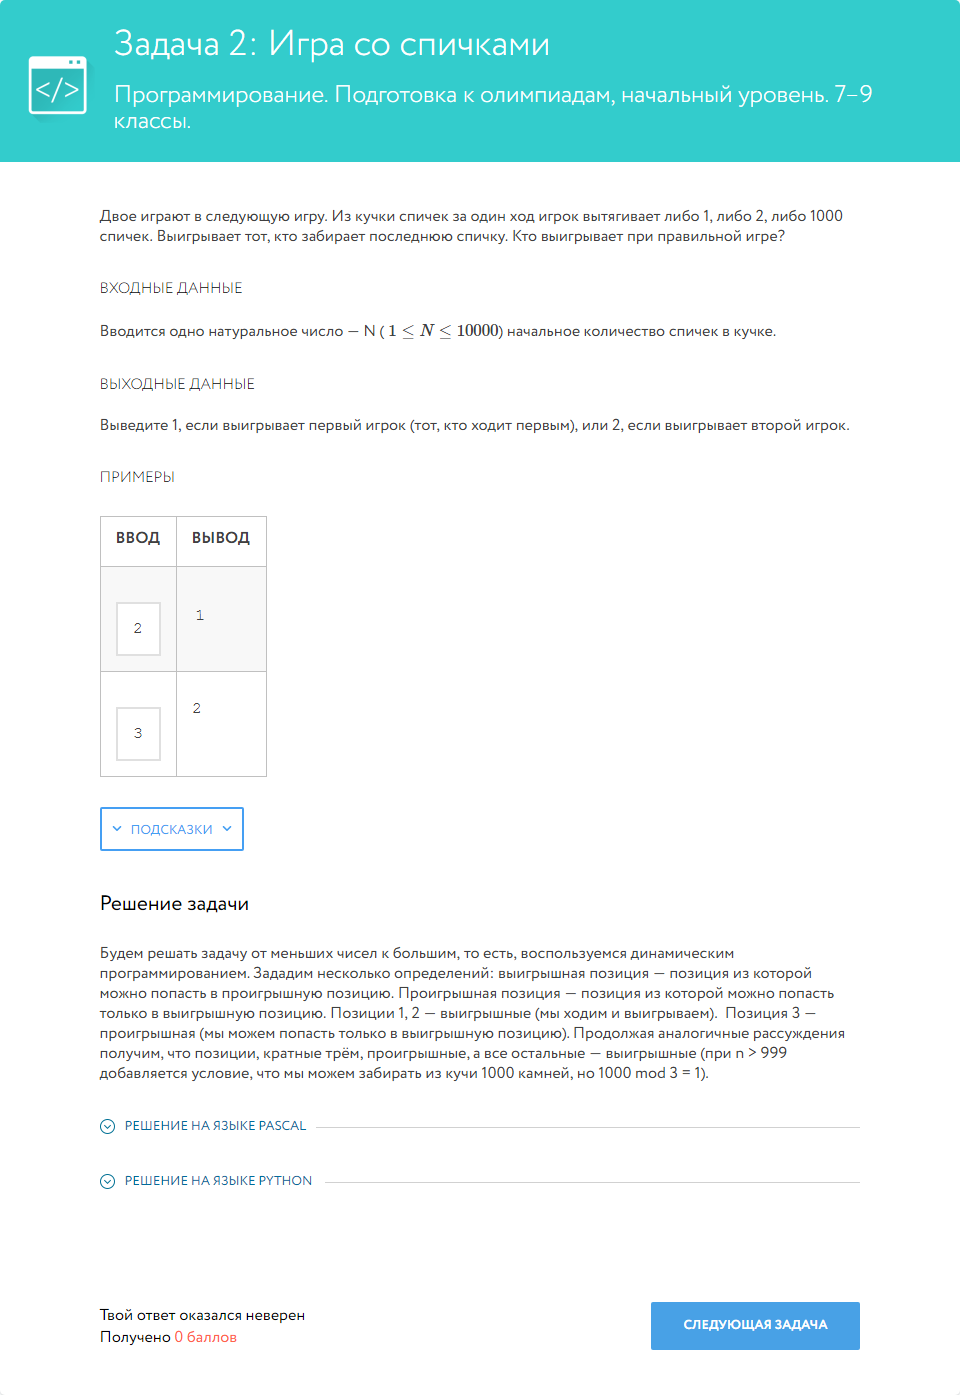 Задача 2: Игра со спичками
</>
Программирование. Подготовка к олимпиадам, начальный уровень. 7–9
классы.
Двое играют в следующую игру. Из кучки спичек за один ход игрок вытягивает либо 1, либо 2, либо 1000
спичек. Выигрывает тот, кто забирает последнюю спичку. Кто выигрывает при правильной игре?
ВХОДНЫЕ ДАННЫЕ
Вводится одно натуральное число — N ( 1 ≤ N ≤ 10000) начальное количество спичек в кучке.
ВЫХОДНЫЕ ДАННЫЕ
Выведите 1, если выигрывает первый игрок (тот, кто ходит первым), или 2, если выигрывает второй игрок.
ПРИМЕРЫ
ВВОД ВЫВОД
2 1
3 2
ПОДСКАЗКИ
Решение задачи
Будем решать задачу от меньших чисел к большим, то есть, воспользуемся динамическим
программированием. Зададим несколько определений: выигрышная позиция — позиция из которой
можно попасть в проигрышную позицию. Проигрышная позиция — позиция из которой можно попасть
только в выигрышную позицию. Позиции 1, 2 — выигрышные (мы ходим и выигрываем).  Позиция 3 —
проигрышная (мы можем попасть только в выигрышную позицию). Продолжая аналогичные рассуждения
получим, что позиции, кратные трём, проигрышные, а все остальные — выигрышные (при n > 999
добавляется условие, что мы можем забирать из кучи 1000 камней, но 1000 mod 3 = 1).
РЕШЕНИЕ НА ЯЗЫКЕ PASCAL
РЕШЕНИЕ НА ЯЗЫКЕ PYTHON
Твой ответ оказался неверен
Получено 0 баллов
СЛЕДУЮЩАЯ ЗАДАЧА